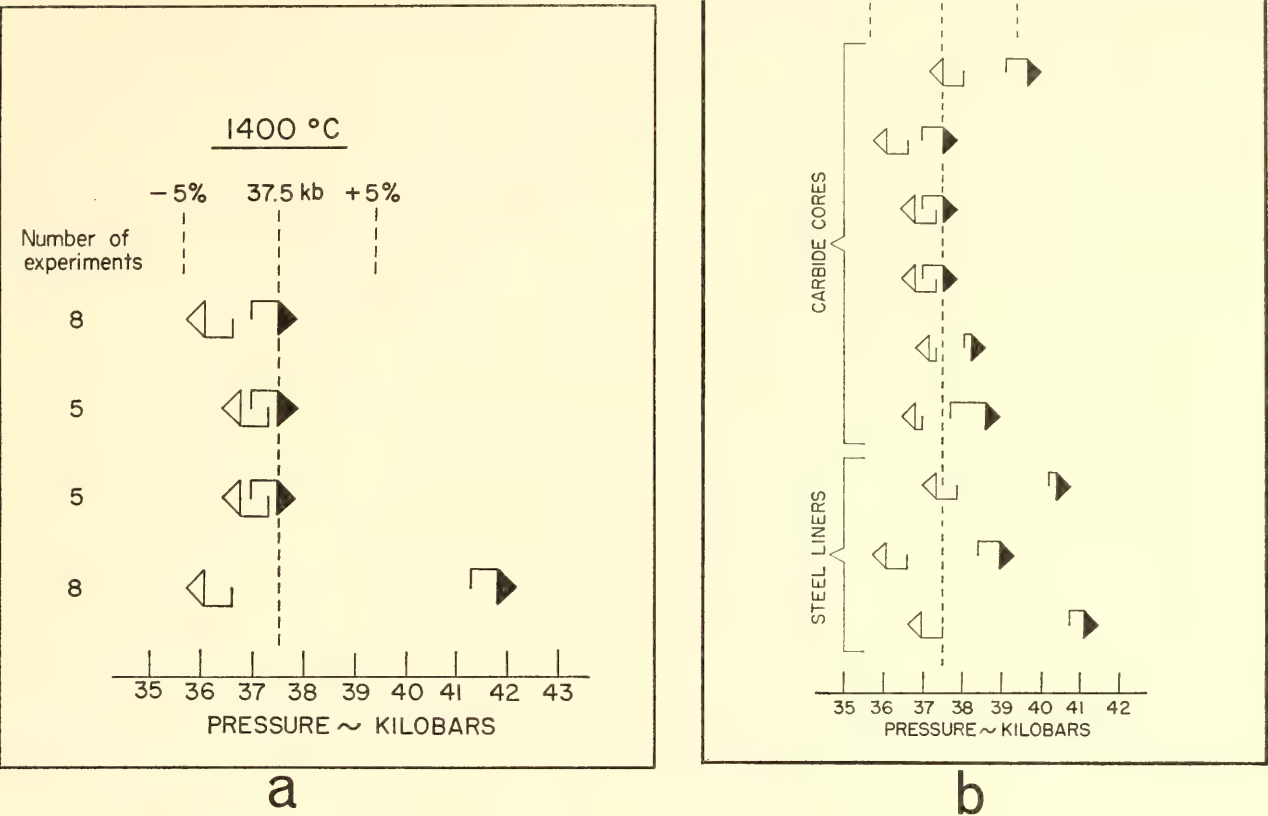 1400 °C
− 5% 37.5 kb + 5%
Number of
experiments
8
5
5
8
35 36 37 38 39 40 41 42 43
PRESSURE ~ KILOBARS
a
CARBIDE CORES
STEEL LINERS
35 36 37 38 39 40 41 42
PRESSURE ~ KILOBARS
b